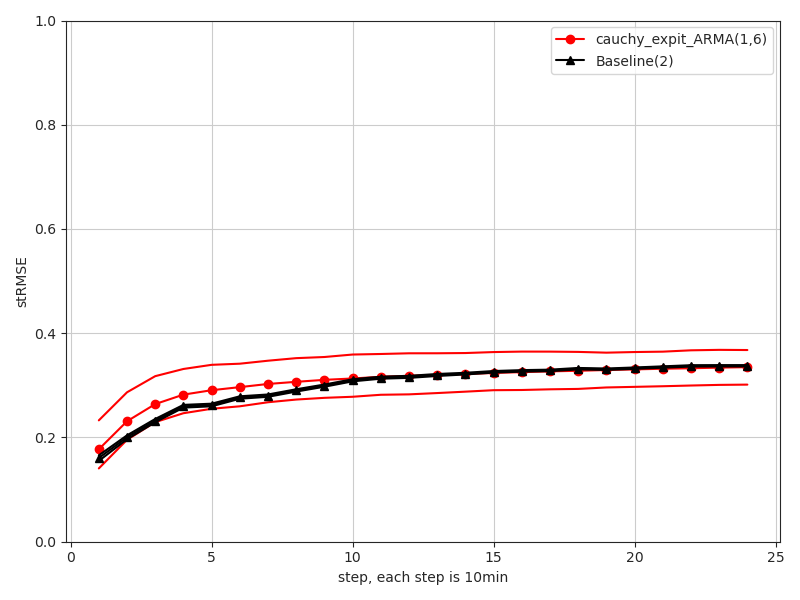 1.0
0.8
0.6
0.4
0.2
0.0
stRMSE
0 5 10 15 20 25
step, each step is 10min
cauchy_expit_ARMA(1,6)
Baseline(2)